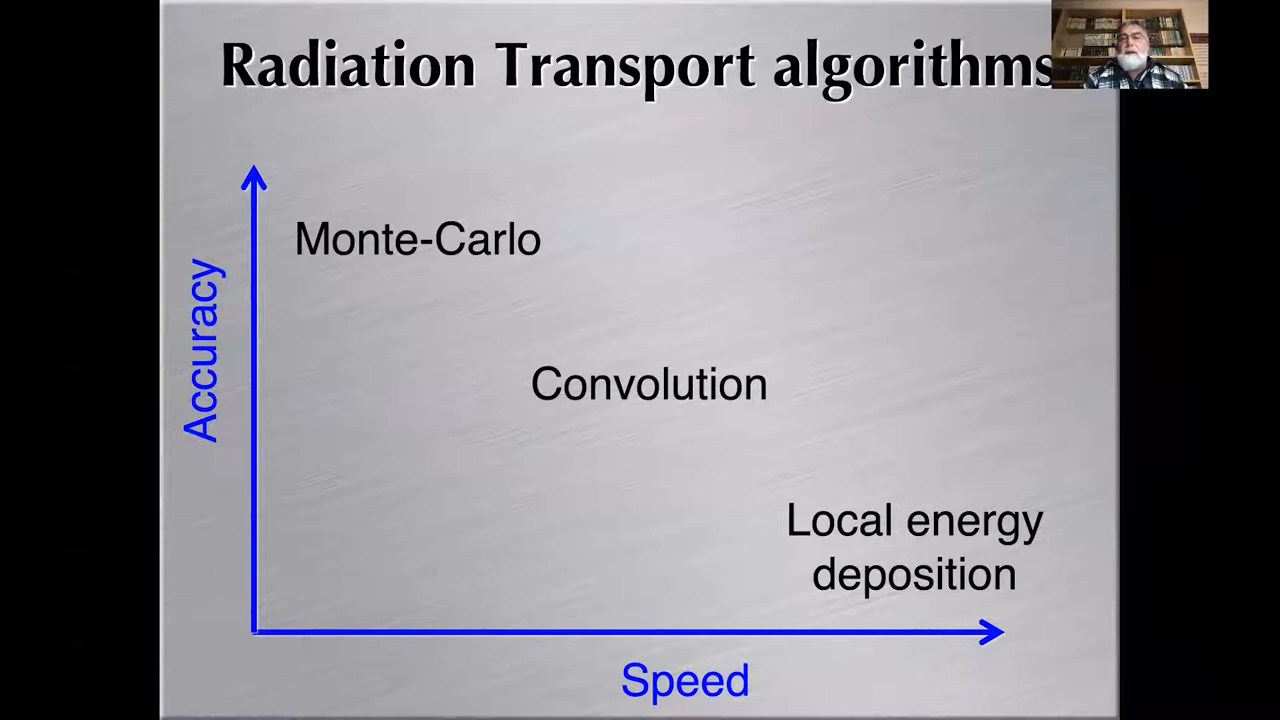 Radiation Transport algorithms
Monte-Carlo
Accuracy
Convolution
Local energy
deposition
Speed